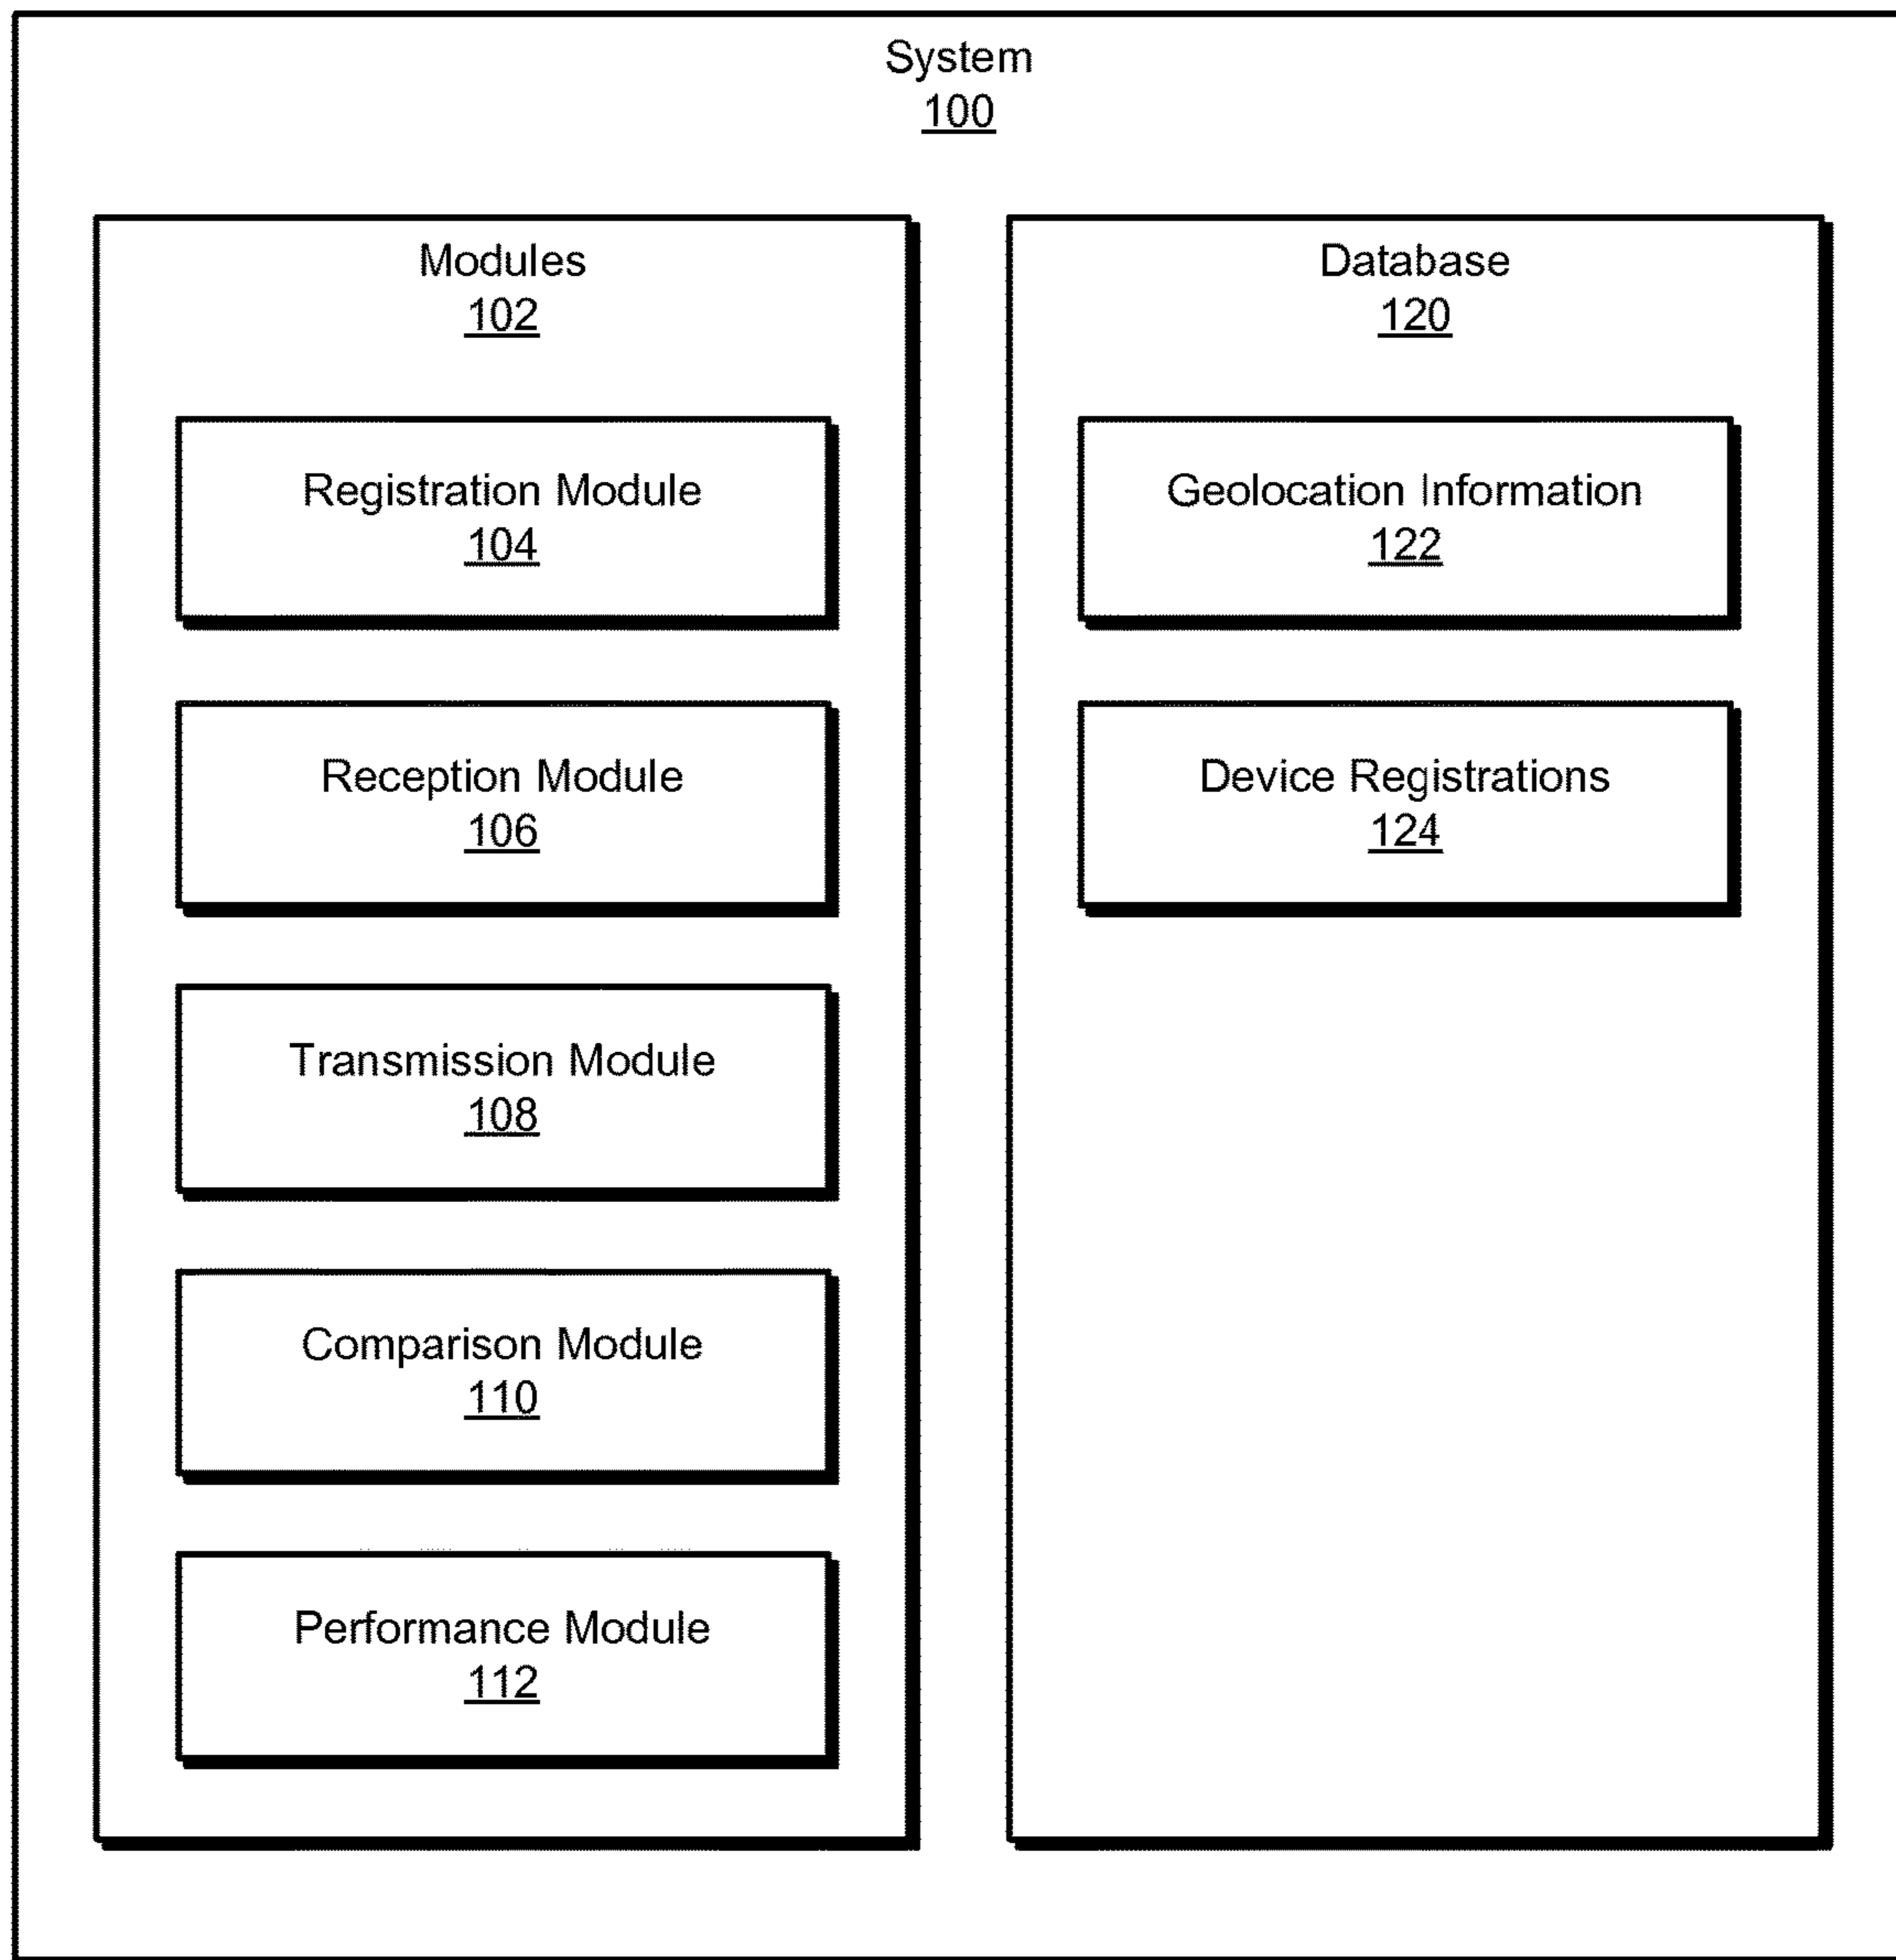 System
100
Modules
102
Registration Module
104
Reception Module
106
Transmission Module
108
Comparison Module
110
Performance Module
112
Database
120
Geolocation Information
122
Device Registrations
124